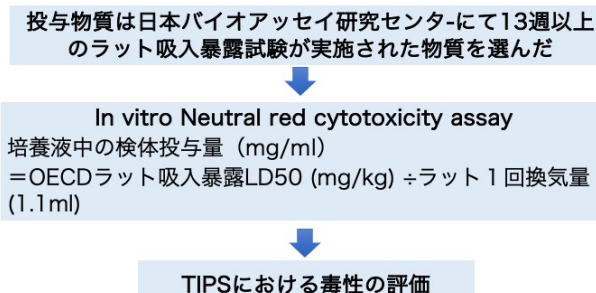 投与物質は日本バイオアッセイ研究センタ-にて13週以上
のラット吸入暴露試験が実施された物質を選んだ
In vitro Neutral red cytotoxicity assay
培養液中の検体投与量（mg/ml）
＝OECDラット吸入暴露LD50 (mg/kg) ÷ラット１回換気量
(1.1ml)
TIPSにおける毒性の評価